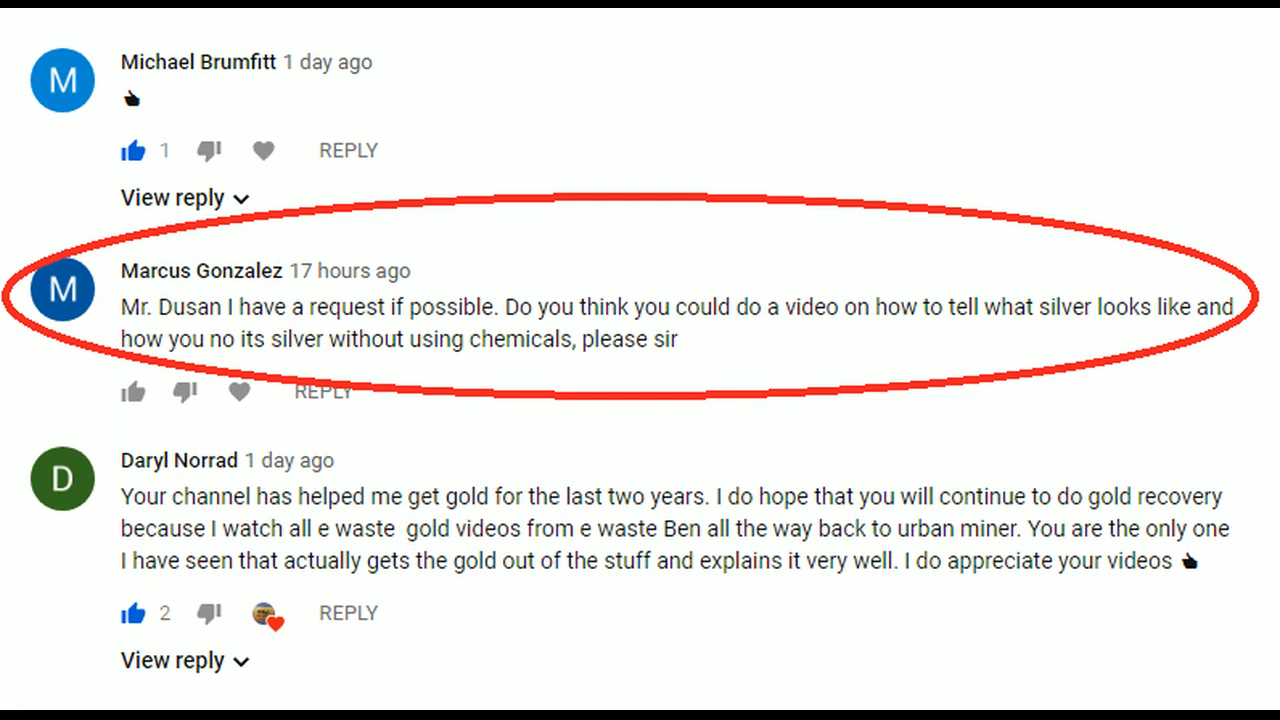 M
Michael Brumfitt 1 day ago
1
REPLY
View reply
M
Marcus Gonzalez 17 hours ago
Mr. Dusan I have a request if possible. Do you think you could do a video on how to tell what silver looks like and
how you no its silver without using chemicals, please sir
REPLY
D
Daryl Norrad 1 day ago
Your channel has helped me get gold for the last two years. I do hope that you will continue to do gold recovery
because I watch all e waste  gold videos from e waste Ben all the way back to urban miner. You are the only one
I have seen that actually gets the gold out of the stuff and explains it very well. I do appreciate your videos
2
REPLY
View reply